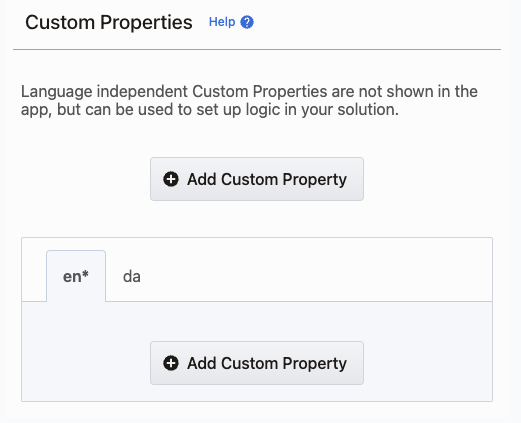 Custom Properties Help ?
Language independent Custom Properties are not shown in the
app, but can be used to set up logic in your solution.
Add Custom Property
en* da
Add Custom Property